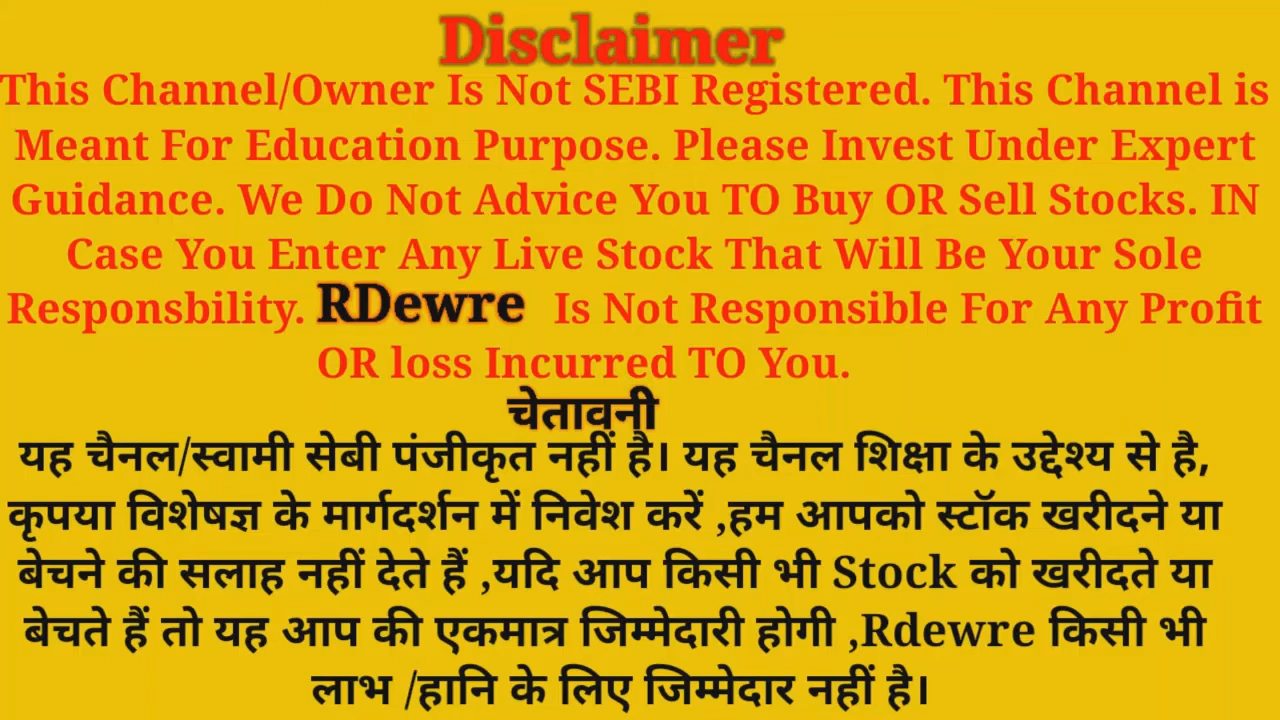 Disclaimer
This Channel/Owner Is Not SEBI Registered. This Channel is
Meant For Education Purpose. Please Invest Under Expert
Guidance. We Do Not Advice You TO Buy OR Sell Stocks. IN
Case You Enter Any Live Stock That Will Be Your Sole
Responsbility. RDewre Is Not Responsible For Any Profit
OR loss Incurred TO You.
चेतावनी
यह चैनल/स्वामी सेबी पंजीकृत नहीं है। यह चैनल शिक्षा के उद्देश्य से है,
कृपया विशेषज्ञ के मार्गदर्शन में निवेश करें ,हम आपको स्टॉक खरीदने या
बेचने की सलाह नहीं देते हैं ,यदि आप किसी भी Stock को खरीदते या
बेचते हैं तो यह आप की एकमात्र जिम्मेदारी होगी ,Rdewre किसी भी
लाभ /हानि के लिए जिम्मेदार नहीं है।